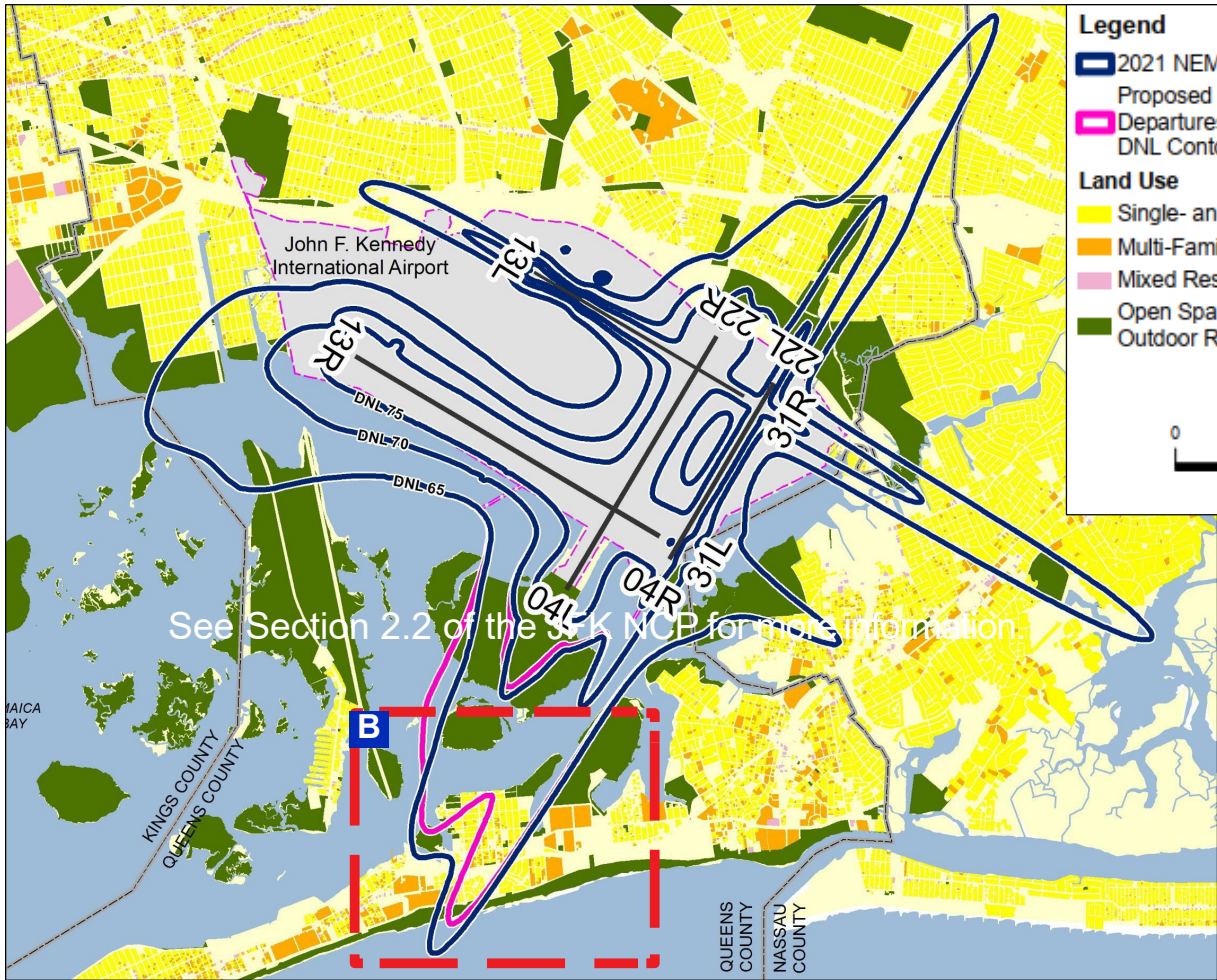 Legend
2021 NEM
Proposed
Departures
DNL Conto
Land Use
Single- an
Multi-Fami
Mixed Res
Open Spa
Outdoor R
0
John F. Kennedy
International Airport
13L
22R
22L
13R
31R
DNL 75
DNL 70
DNL 65
31L
04L
04R
See Section 2.2 of the JFK NCP for more information.
B
MAICA
BAY
KINGS COUNTY
QUEENS COUNTY
QUEENS
COUNTY
NASSAU
COUNTY